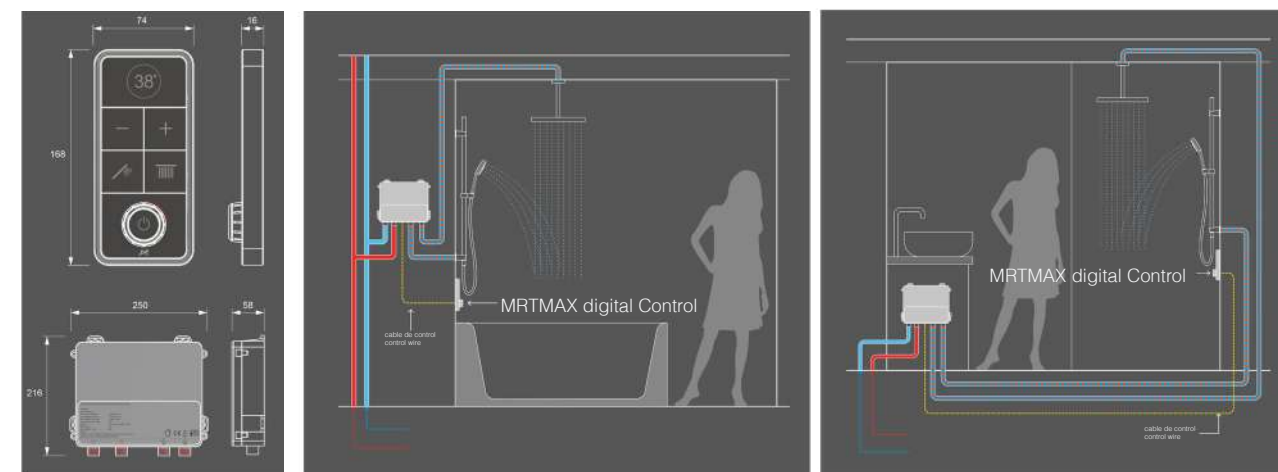 74
16
38°
168
250
58
216
MRTMAX digital Control
cable de control
control wire
MRTMAX digital Control
cable de control
control wire